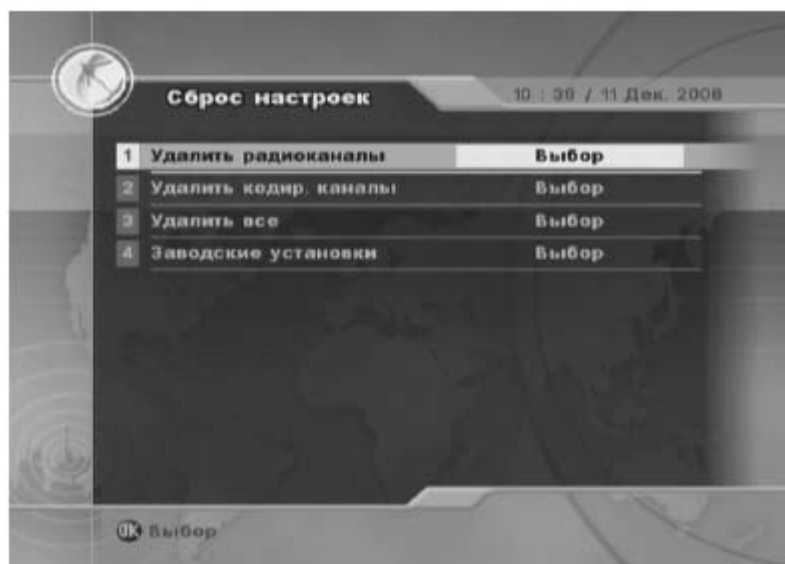 Сброс настроек
10 : 39 / 11 Дек. 2008
1 Удалить радиоканалы Выбор
2 Удалить кодир. каналы Выбор
3 Удалить все Выбор
4 Заводские установки Выбор
OK Выбор